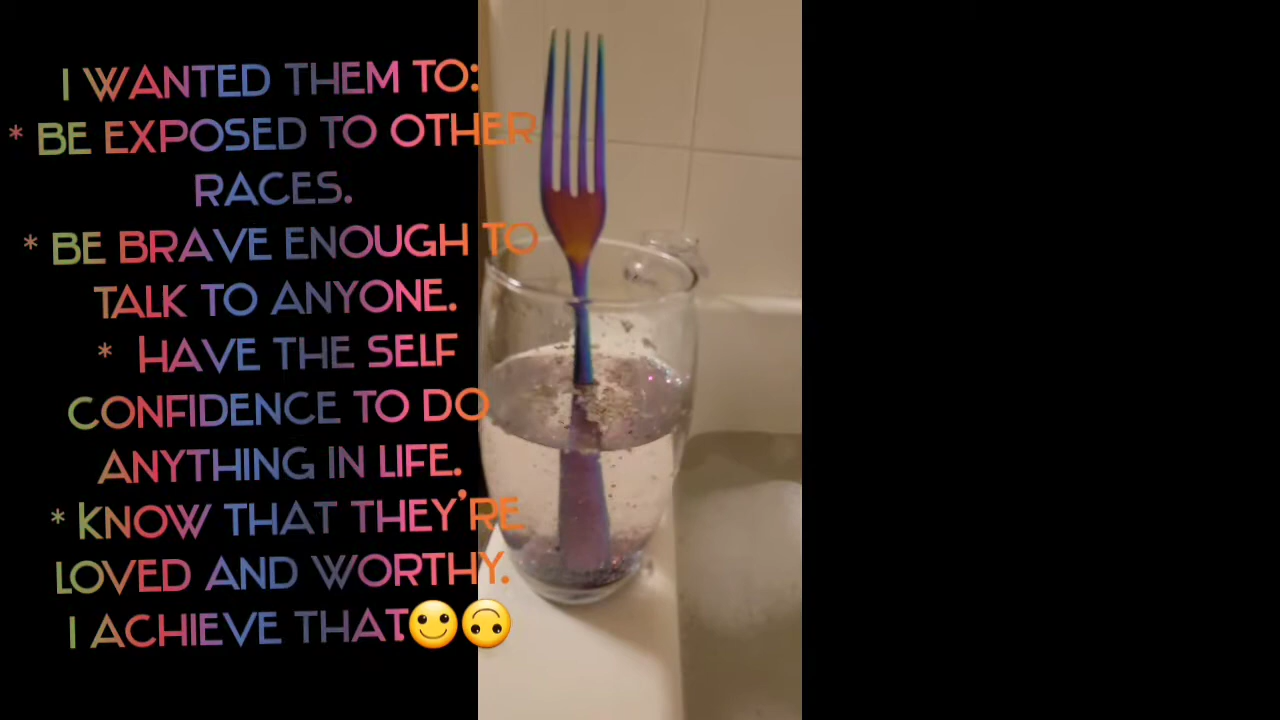 I WANTED THEM TO:
* BE EXPOSED TO OTHER
RACES.
* BE BRAVE ENOUGH TO
TALK TO ANYONE.
* HAVE THE SELF
CONFIDENCE TO DO
ANYTHING IN LIFE.
* KNOW THAT THEY'RE
LOVED AND WORTHY.
I ACHIEVE THAT.🙂🙃